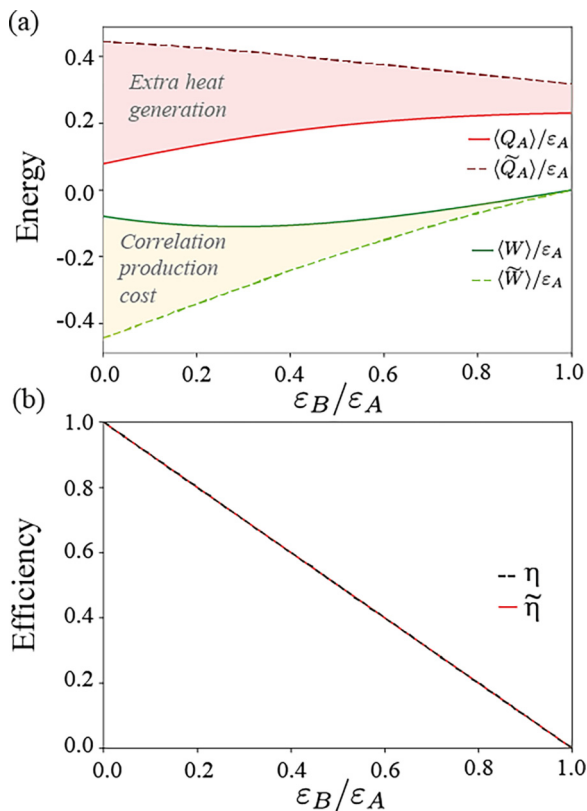 (a)
Energy
0.4
0.2
0.0
-0.2
-0.4
Extra heat
generation
⟨Q_A⟩/ε_A
⟨Q̃_A⟩/ε_A
Correlation
production
cost
⟨W⟩/ε_A
⟨W̃⟩/ε_A
0.0 0.2 0.4 0.6 0.8 1.0
ε_B/ε_A
(b)
Efficiency
1.0
0.8
0.6
0.4
0.2
0.0
η
η̃
0.0 0.2 0.4 0.6 0.8 1.0
ε_B/ε_A